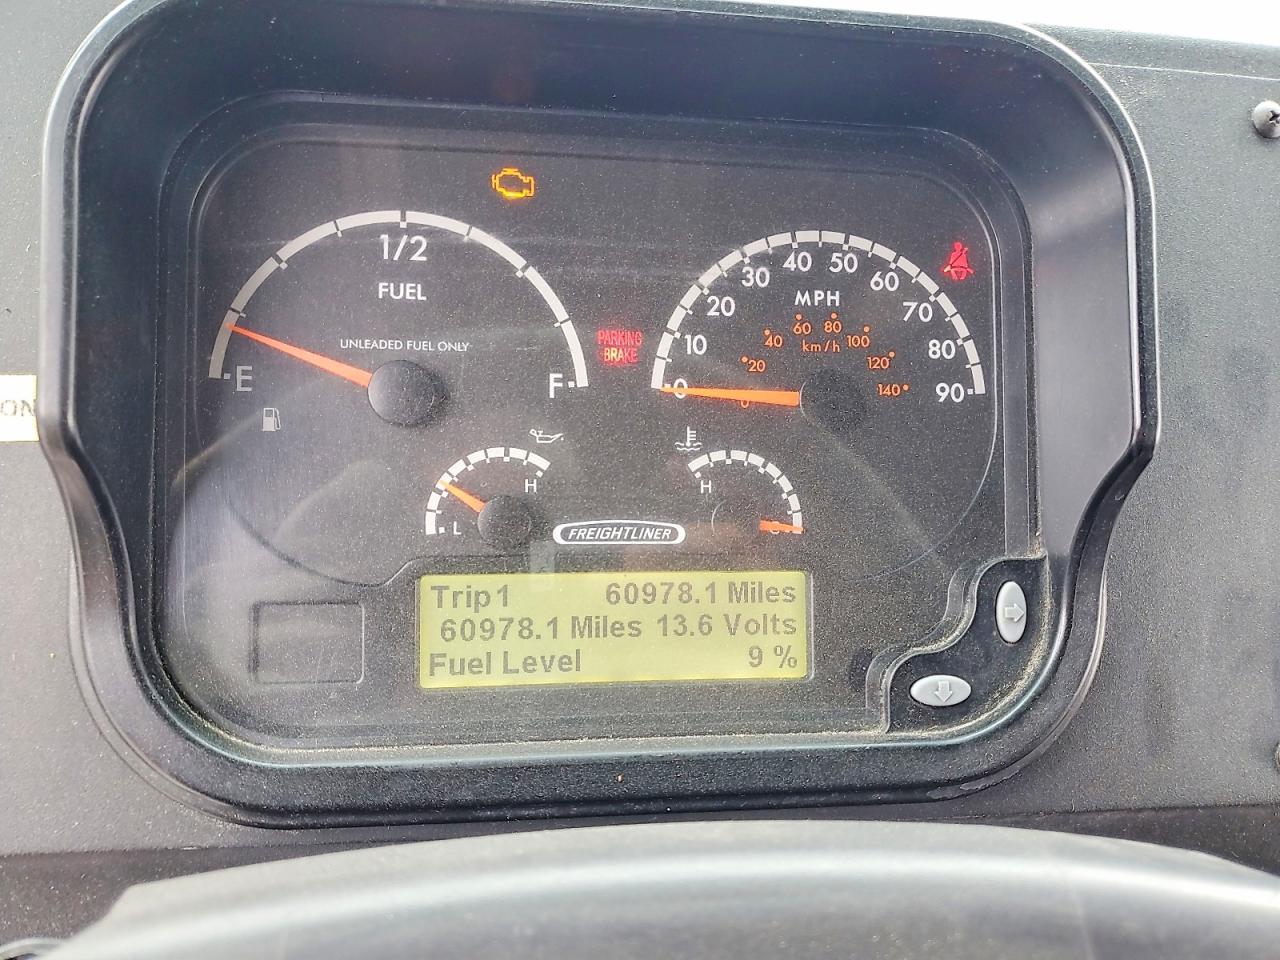 1/2
FUEL
UNLEADED FUEL ONLY
E
F
PARKING
BRAKE
MPH
0
10
20
30
40
50
60
70
80
90
km/h
0
20
40
60
80
100
120
140
L
H
H
FREIGHTLINER
Trip1 60978.1 Miles
60978.1 Miles 13.6 Volts
Fuel Level 9 %
ON